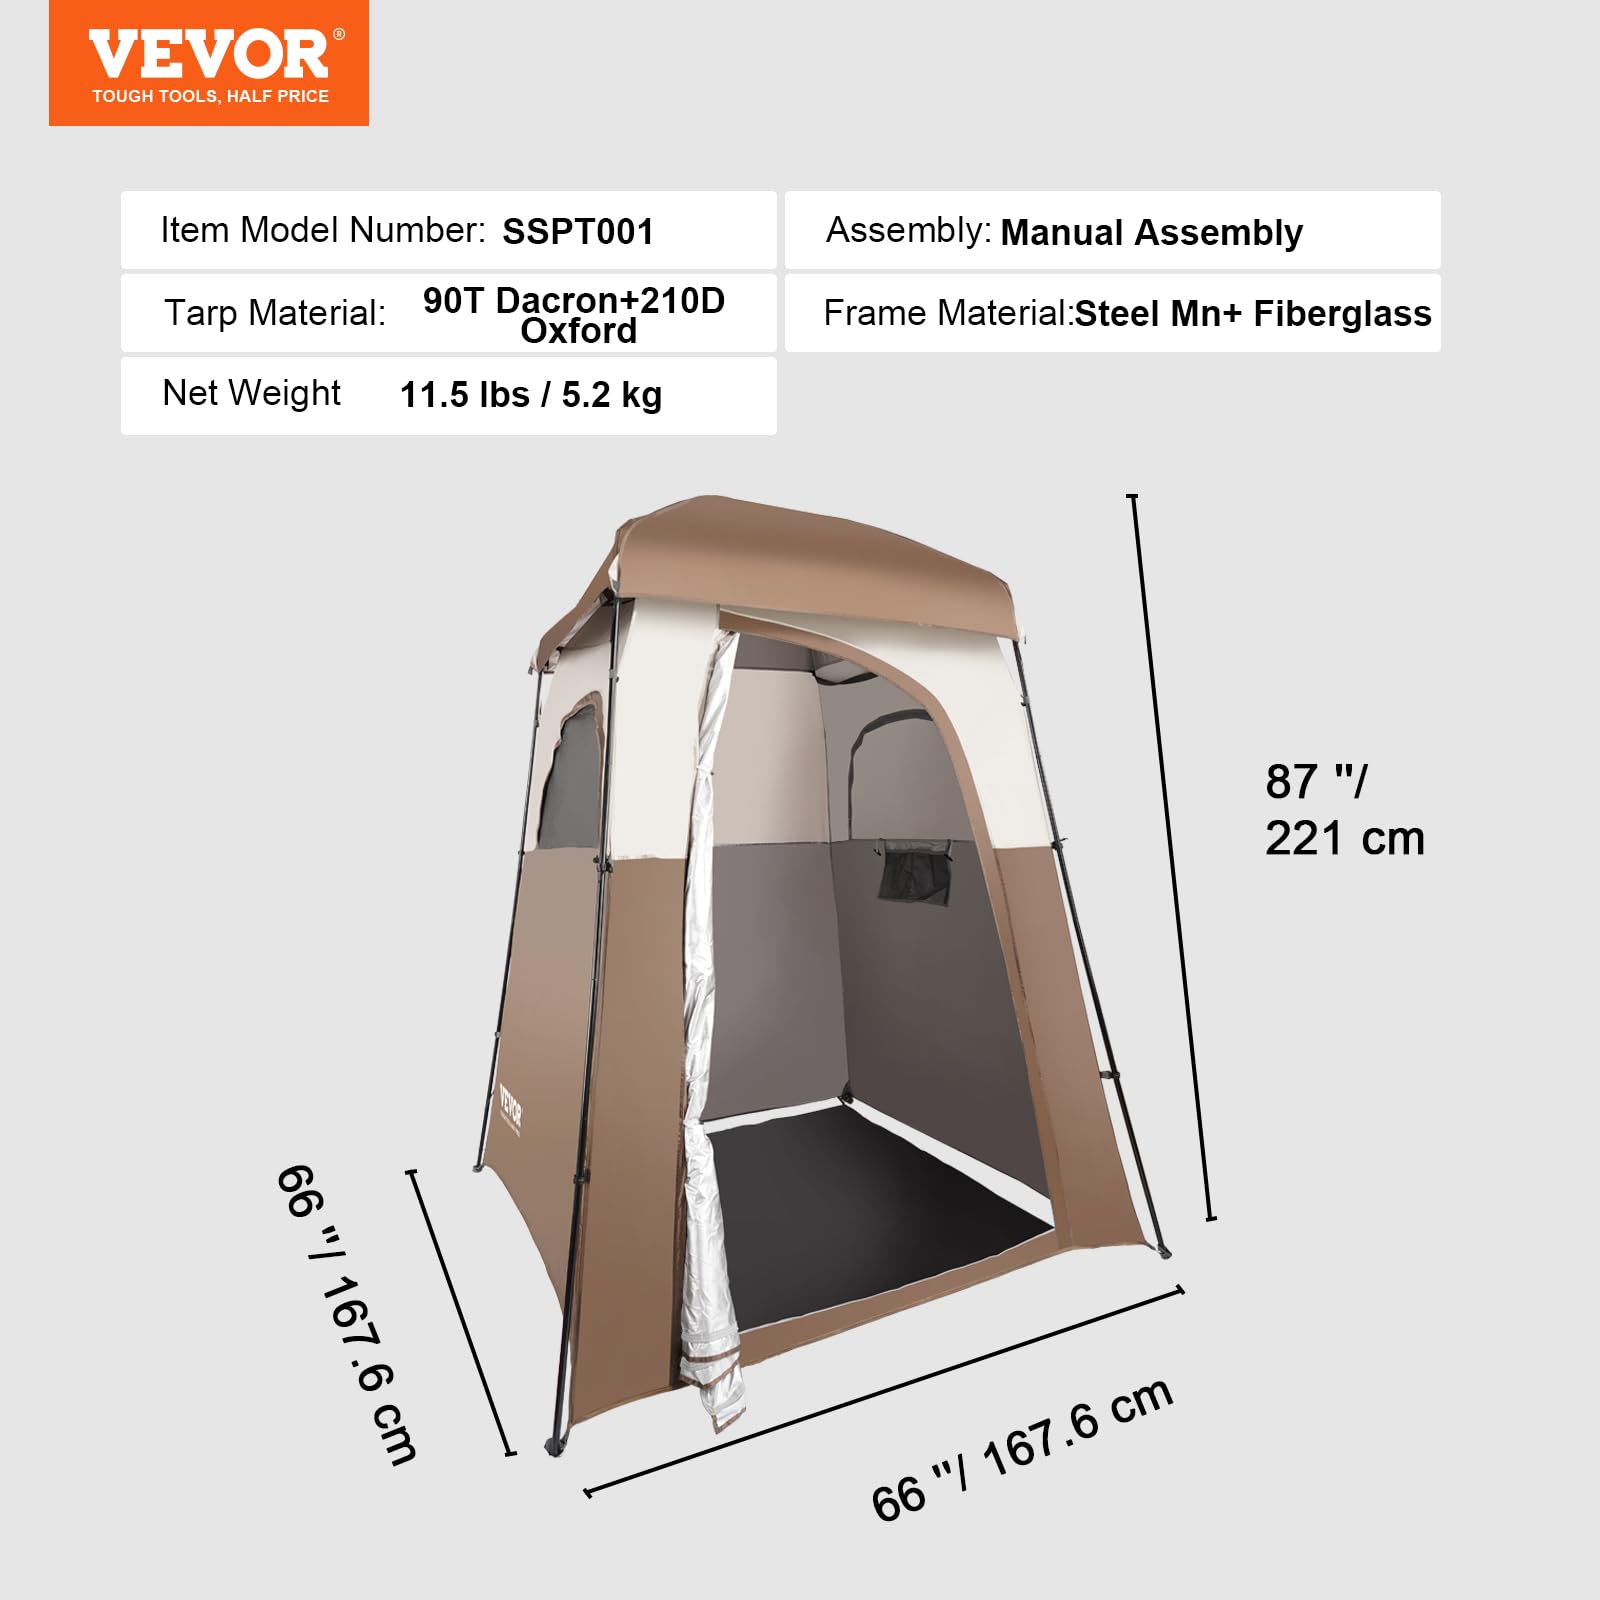 VEVOR®
TOUGH TOOLS, HALF PRICE
Item Model Number: SSPT001
Assembly: Manual Assembly
Tarp Material: 90T Dacron+210D
Oxford
Frame Material:Steel Mn+ Fiberglass
Net Weight 11.5 lbs / 5.2 kg
87 "/
221 cm
VEVOR
66 "/ 167.6 cm
66 "/ 167.6 cm